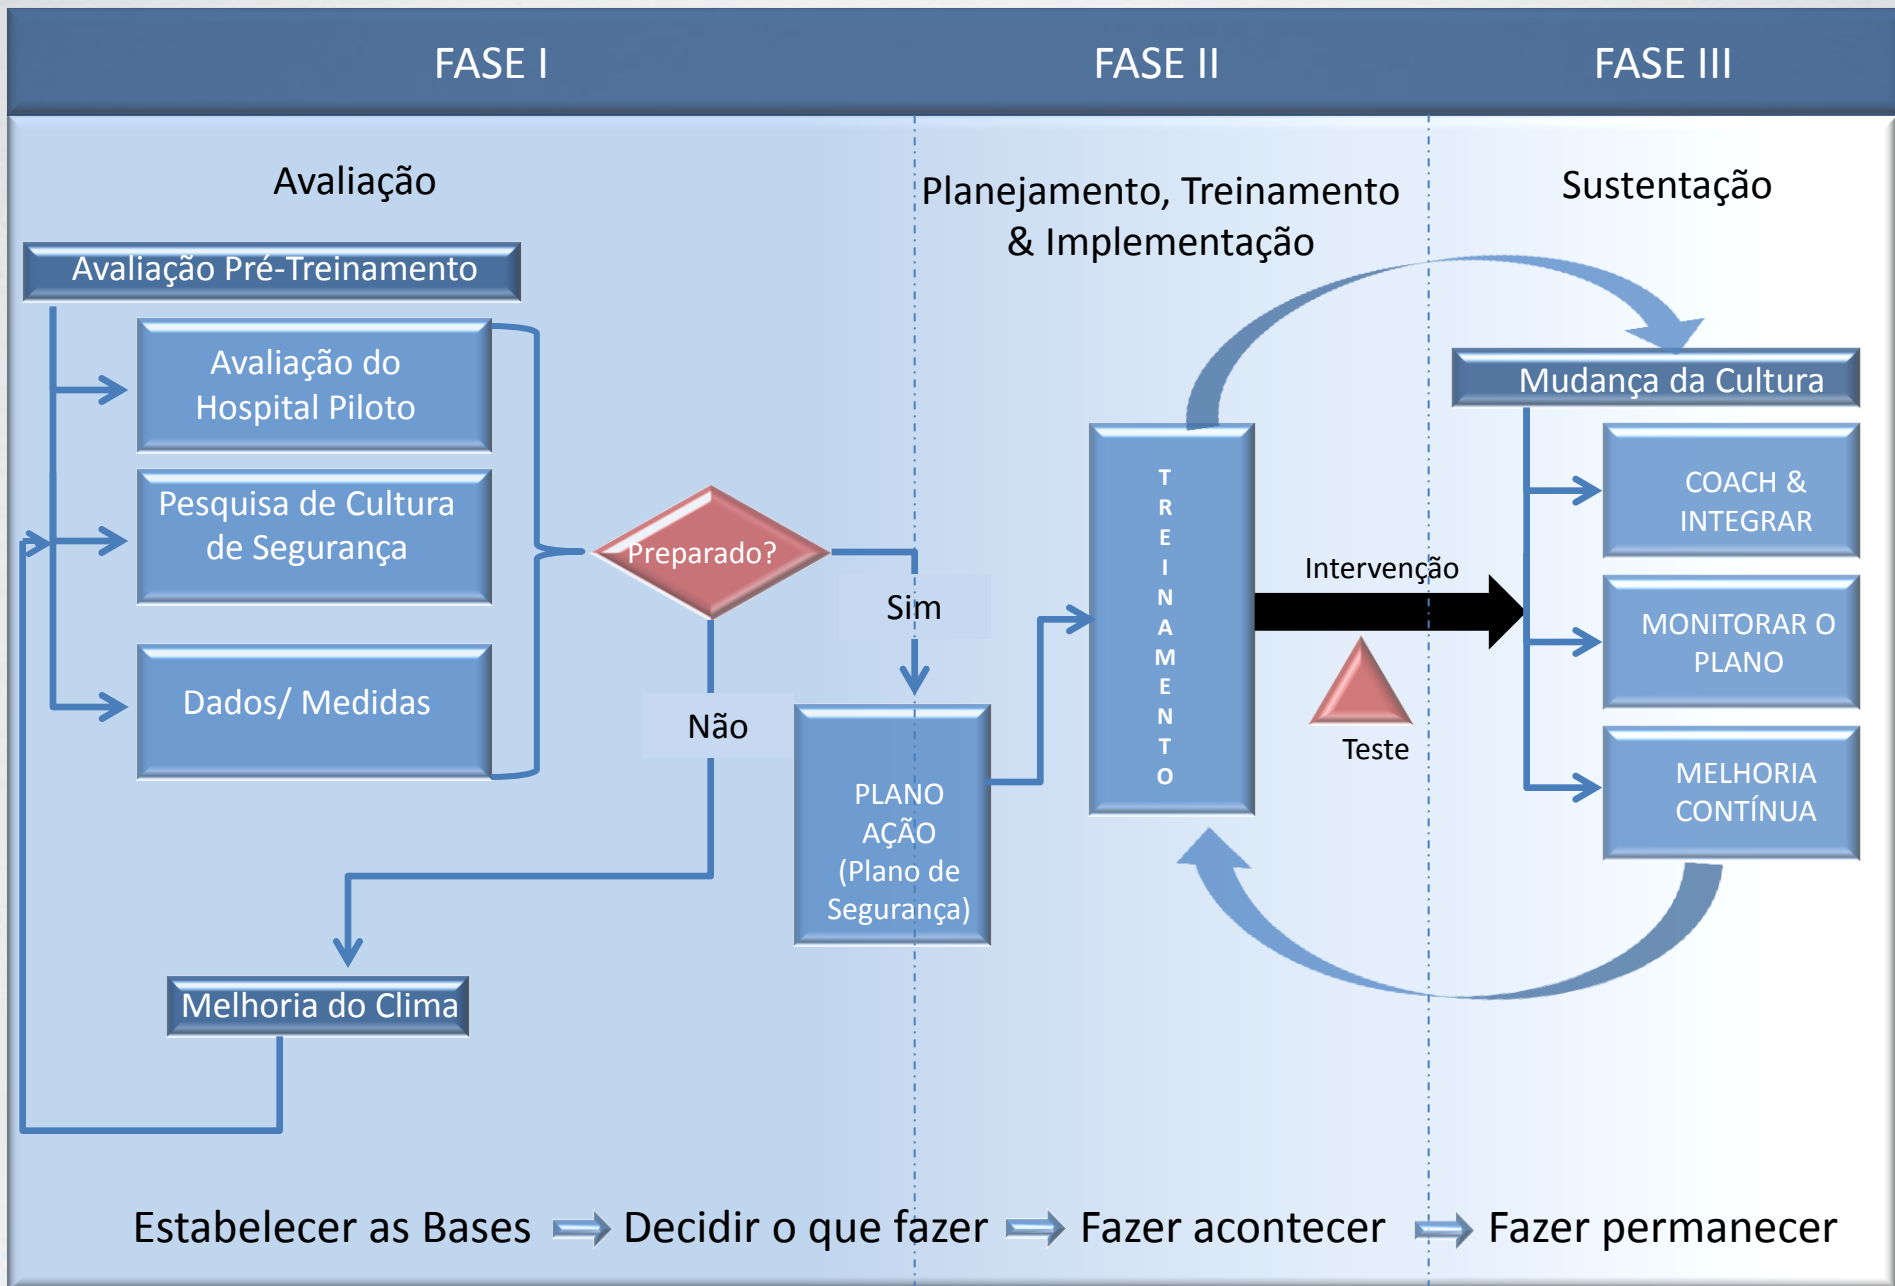 FASE I
FASE II
FASE III
Avaliação
Planejamento, Treinamento
& Implementação
Sustentação
Avaliação Pré-Treinamento
Avaliação do
Hospital Piloto
Pesquisa de Cultura
de Segurança
Dados/ Medidas
Preparado?
Sim
Não
Melhoria do Clima
PLANO
AÇÃO
(Plano de
Segurança)
T
R
E
I
N
A
M
E
N
T
O
Intervenção
Teste
Mudança da Cultura
COACH &
INTEGRAR
MONITORAR O
PLANO
MELHORIA
CONTÍNUA
Estabelecer as Bases Decidir o que fazer Fazer acontecer Fazer permanecer